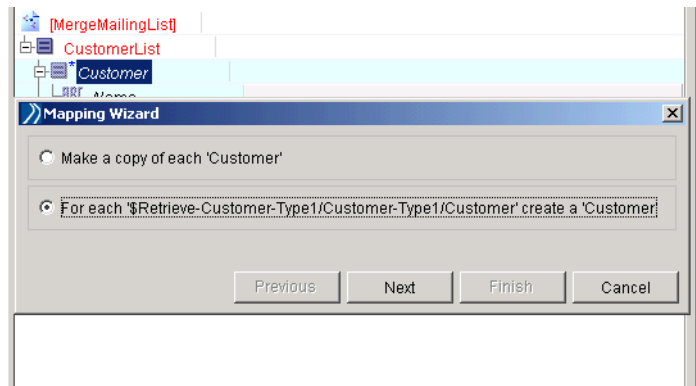 [MergeMailingList]
CustomerList
*Customer
Name
Mapping Wizard
Make a copy of each 'Customer'
For each '$Retrieve-Customer-Type1/Customer-Type1/Customer' create a 'Customer
Previous
Next
Finish
Cancel